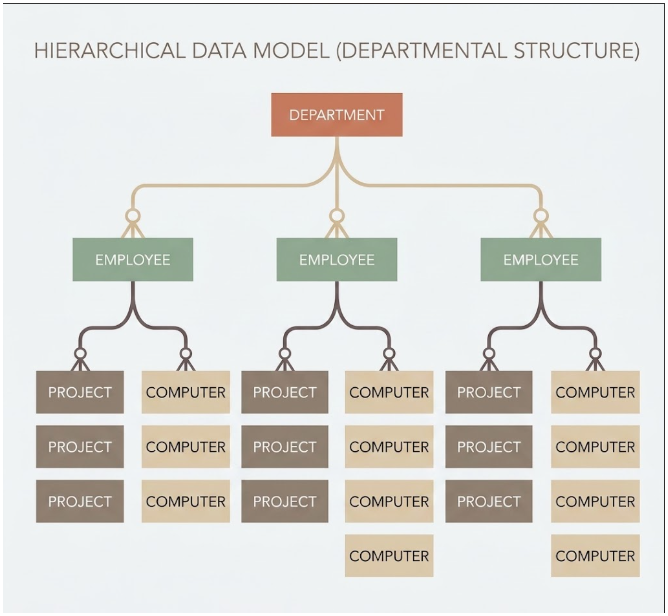 HIERARCHICAL DATA MODEL (DEPARTMENTAL STRUCTURE)
DEPARTMENT
EMPLOYEE EMPLOYEE EMPLOYEE
PROJECT COMPUTER PROJECT COMPUTER PROJECT COMPUTER
PROJECT COMPUTER PROJECT COMPUTER PROJECT COMPUTER
PROJECT COMPUTER PROJECT COMPUTER PROJECT COMPUTER
COMPUTER COMPUTER